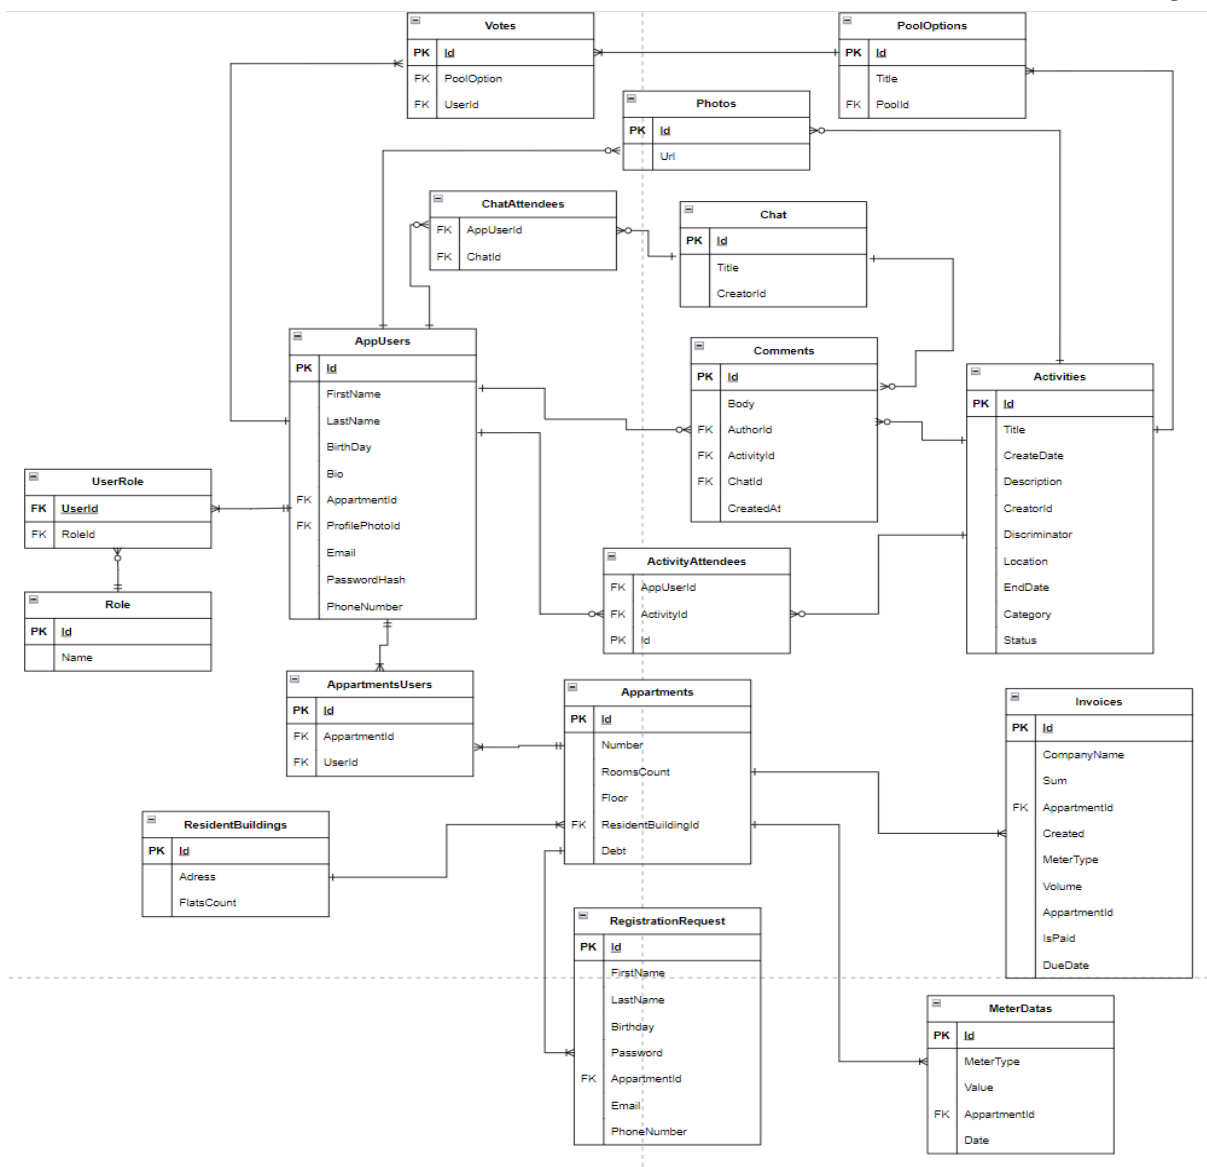 Votes
PK Id
FK PoolOption
FK UserId
PoolOptions
PK Id
Title
FK PoolId
Photos
PK Id
Url
ChatAttendees
FK AppUserId
FK ChatId
Chat
PK Id
Title
CreatorId
AppUsers
PK Id
FirstName
LastName
BirthDay
Bio
FK AppartmentId
FK ProfilePhotoId
Email
PasswordHash
PhoneNumber
Comments
PK Id
Body
FK AuthorId
FK ActivityId
FK ChatId
CreatedAt
Activities
PK Id
Title
CreateDate
Description
CreatorId
Discriminator
Location
EndDate
Category
Status
UserRole
FK UserId
FK RoleId
Role
PK Id
Name
ActivityAttendees
FK AppUserId
FK ActivityId
PK Id
AppartmentsUsers
PK Id
FK AppartmentId
FK UserId
Appartments
PK Id
Number
RoomsCount
Floor
FK ResidentBuildingId
Debt
Invoices
PK Id
CompanyName
Sum
FK AppartmentId
Created
MeterType
Volume
AppartmentId
IsPaid
DueDate
ResidentBuildings
PK Id
Adress
FlatsCount
RegistrationRequest
PK Id
FirstName
LastName
Birthday
Password
FK AppartmentId
Email
PhoneNumber
MeterDatas
PK Id
MeterType
Value
FK AppartmentId
Date